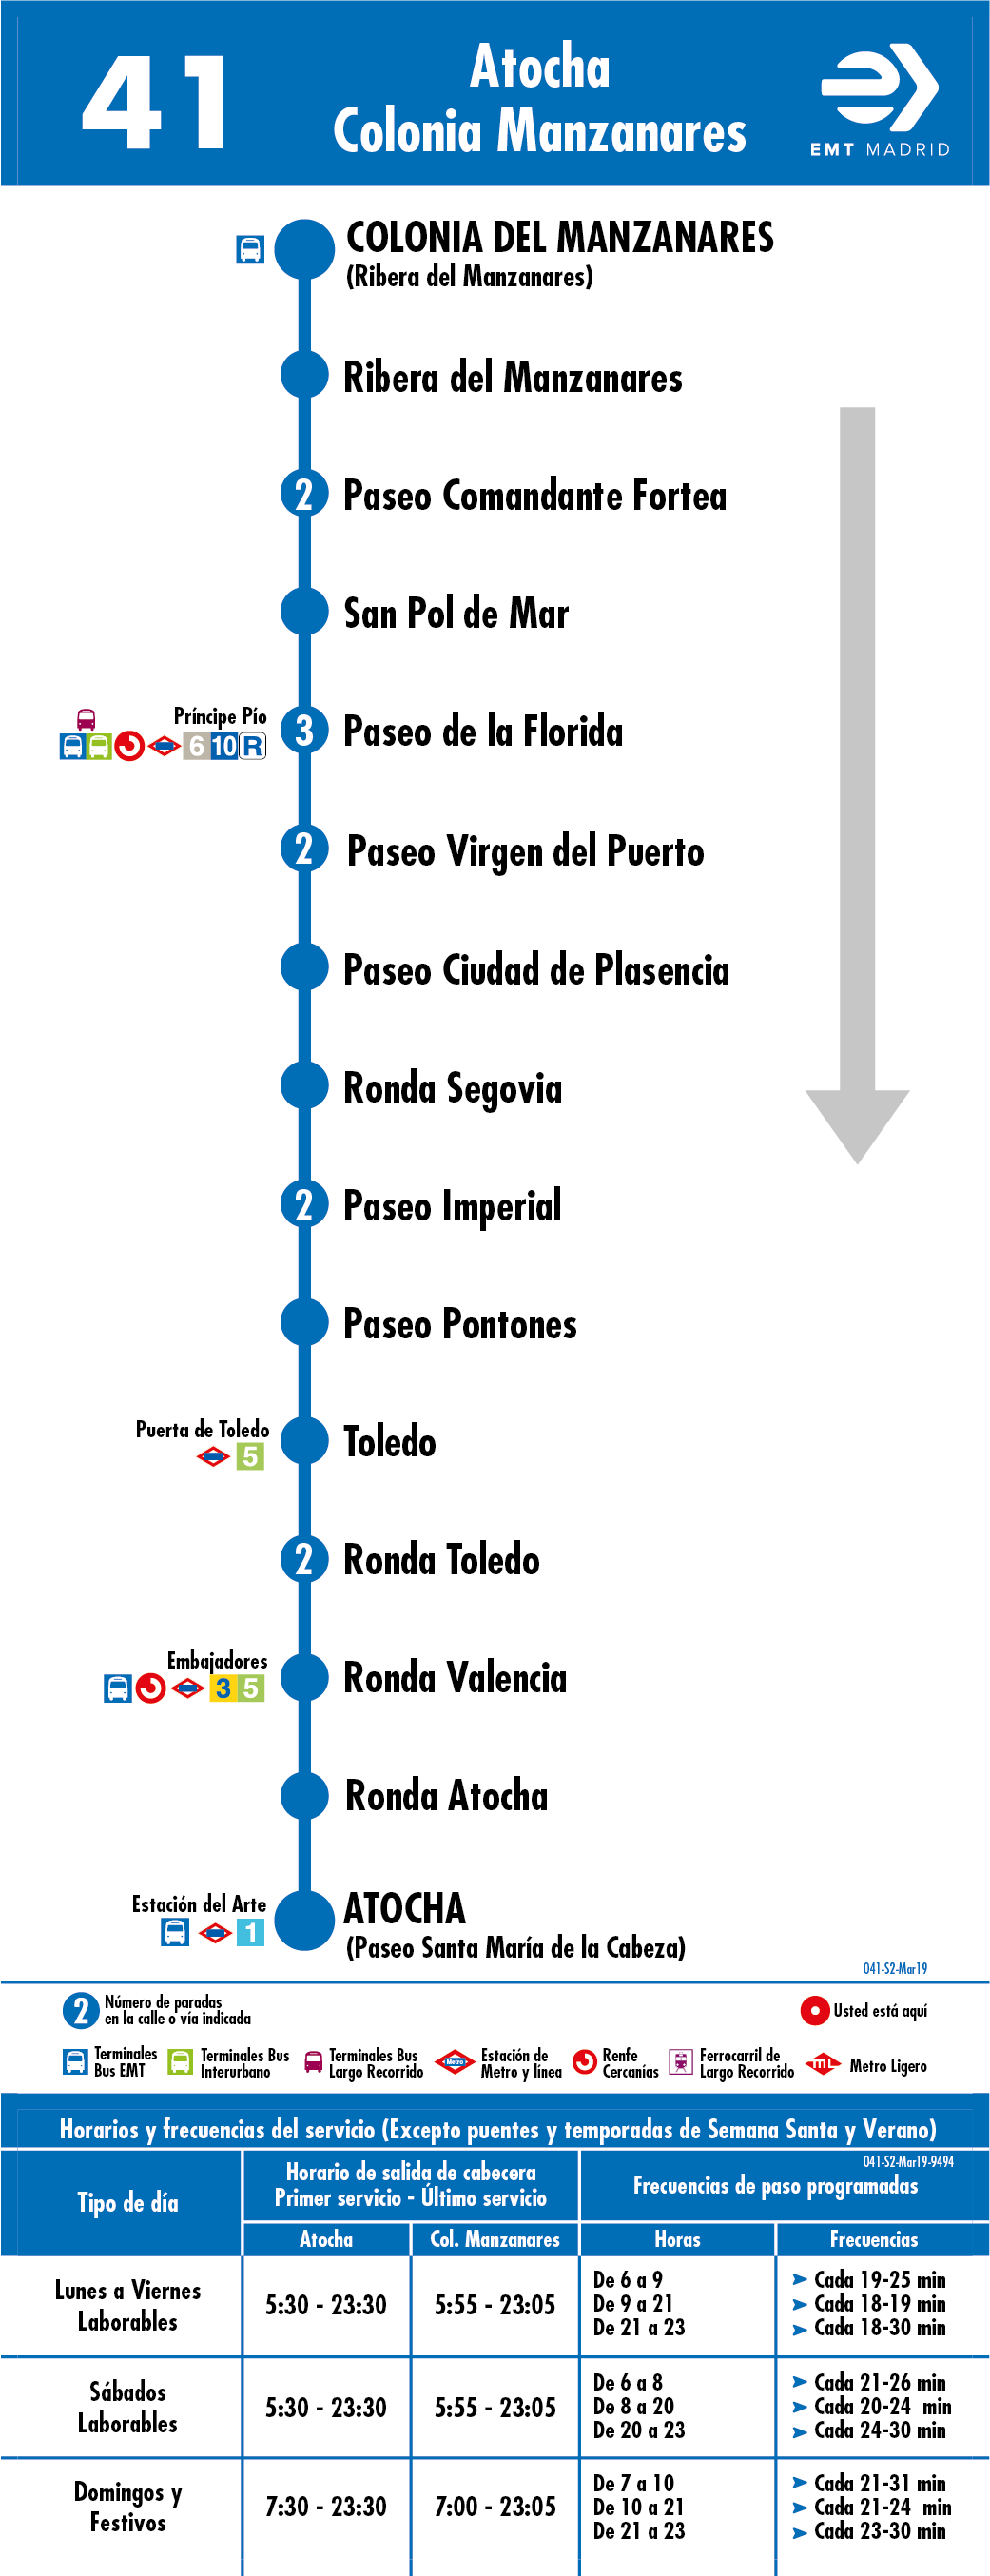 41
Atocha
Colonia Manzanares
EMT MADRID
COLONIA DEL MANZANARES
(Ribera del Manzanares)
Ribera del Manzanares
2 Paseo Comandante Fortea
San Pol de Mar
Príncipe Pío
6 10 R
3 Paseo de la Florida
2 Paseo Virgen del Puerto
Paseo Ciudad de Plasencia
Ronda Segovia
2 Paseo Imperial
Paseo Pontones
Puerta de Toledo
5
Toledo
2 Ronda Toledo
Embajadores
3 5
Ronda Valencia
Ronda Atocha
Estación del Arte
1
ATOCHA
(Paseo Santa María de la Cabeza)
041-S2-Mar19
2 Número de paradas
en la calle o vía indicada
Usted está aquí
Terminales
Bus EMT
Terminales Bus
Interurbano
Terminales Bus
Largo Recorrido
Metro
Estación de
Metro y línea
Renfe
Cercanías
Ferrocarril de
Largo Recorrido
ML
Metro Ligero
Horarios y frecuencias del servicio (Excepto puentes y temporadas de Semana Santa y Verano)
041-S2-Mar19-9494
Tipo de día
Horario de salida de cabecera
Primer servicio - Último servicio
Frecuencias de paso programadas
Atocha Col. Manzanares Horas Frecuencias
Lunes a Viernes
Laborables
5:30 - 23:30 5:55 - 23:05
De 6 a 9 Cada 19-25 min
De 9 a 21 Cada 18-19 min
De 21 a 23 Cada 18-30 min
Sábados
Laborables
5:30 - 23:30 5:55 - 23:05
De 6 a 8 Cada 21-26 min
De 8 a 20 Cada 20-24 min
De 20 a 23 Cada 24-30 min
Domingos y
Festivos
7:30 - 23:30 7:00 - 23:05
De 7 a 10 Cada 21-31 min
De 10 a 21 Cada 21-24 min
De 21 a 23 Cada 23-30 min